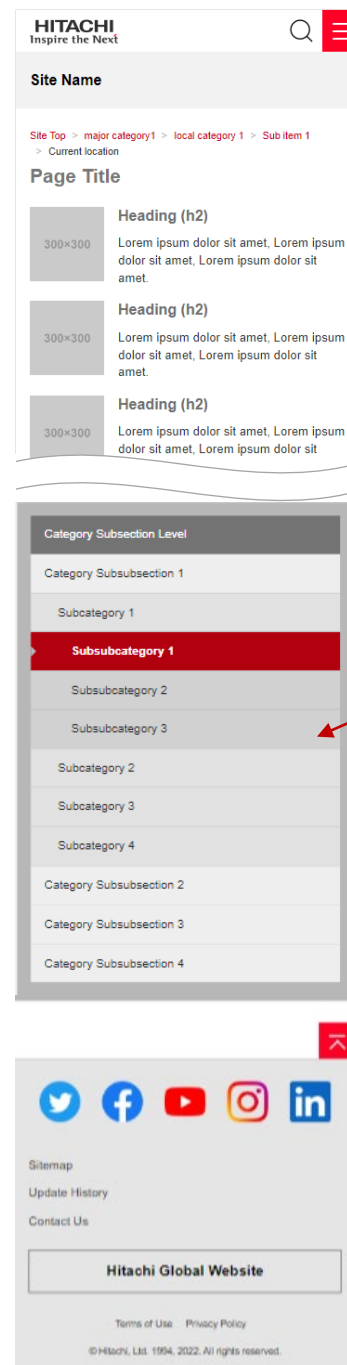 HITACHI
Inspire the Next
Site Name
Site Top > major category1 > local category 1 > Sub item 1
> Current location
Page Title
300×300
Heading (h2)
Lorem ipsum dolor sit amet, Lorem ipsum
dolor sit amet, Lorem ipsum dolor sit
amet.
300×300
Heading (h2)
Lorem ipsum dolor sit amet, Lorem ipsum
dolor sit amet, Lorem ipsum dolor sit
amet.
300×300
Heading (h2)
Lorem ipsum dolor sit amet, Lorem ipsum
dolor sit amet, Lorem ipsum dolor sit
Category Subsection Level
Category Subsubsection 1
Subcategory 1
Subsubcategory 1
Subsubcategory 2
Subsubcategory 3
Subcategory 2
Subcategory 3
Subcategory 4
Category Subsubsection 2
Category Subsubsection 3
Category Subsubsection 4
in
Sitemap
Update History
Contact Us
Hitachi Global Website
Terms of Use Privacy Policy
© Hitachi, Ltd. 1994, 2022. All rights reserved.